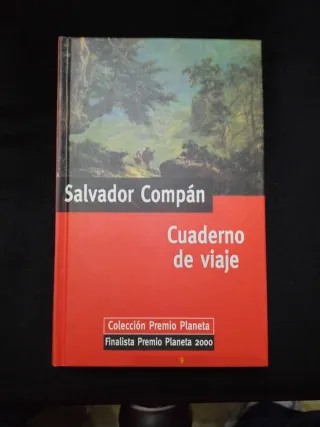 Salvador Compán
Cuaderno
de viaje
Colección Premio Planeta
Finalista Premio Planeta 2000